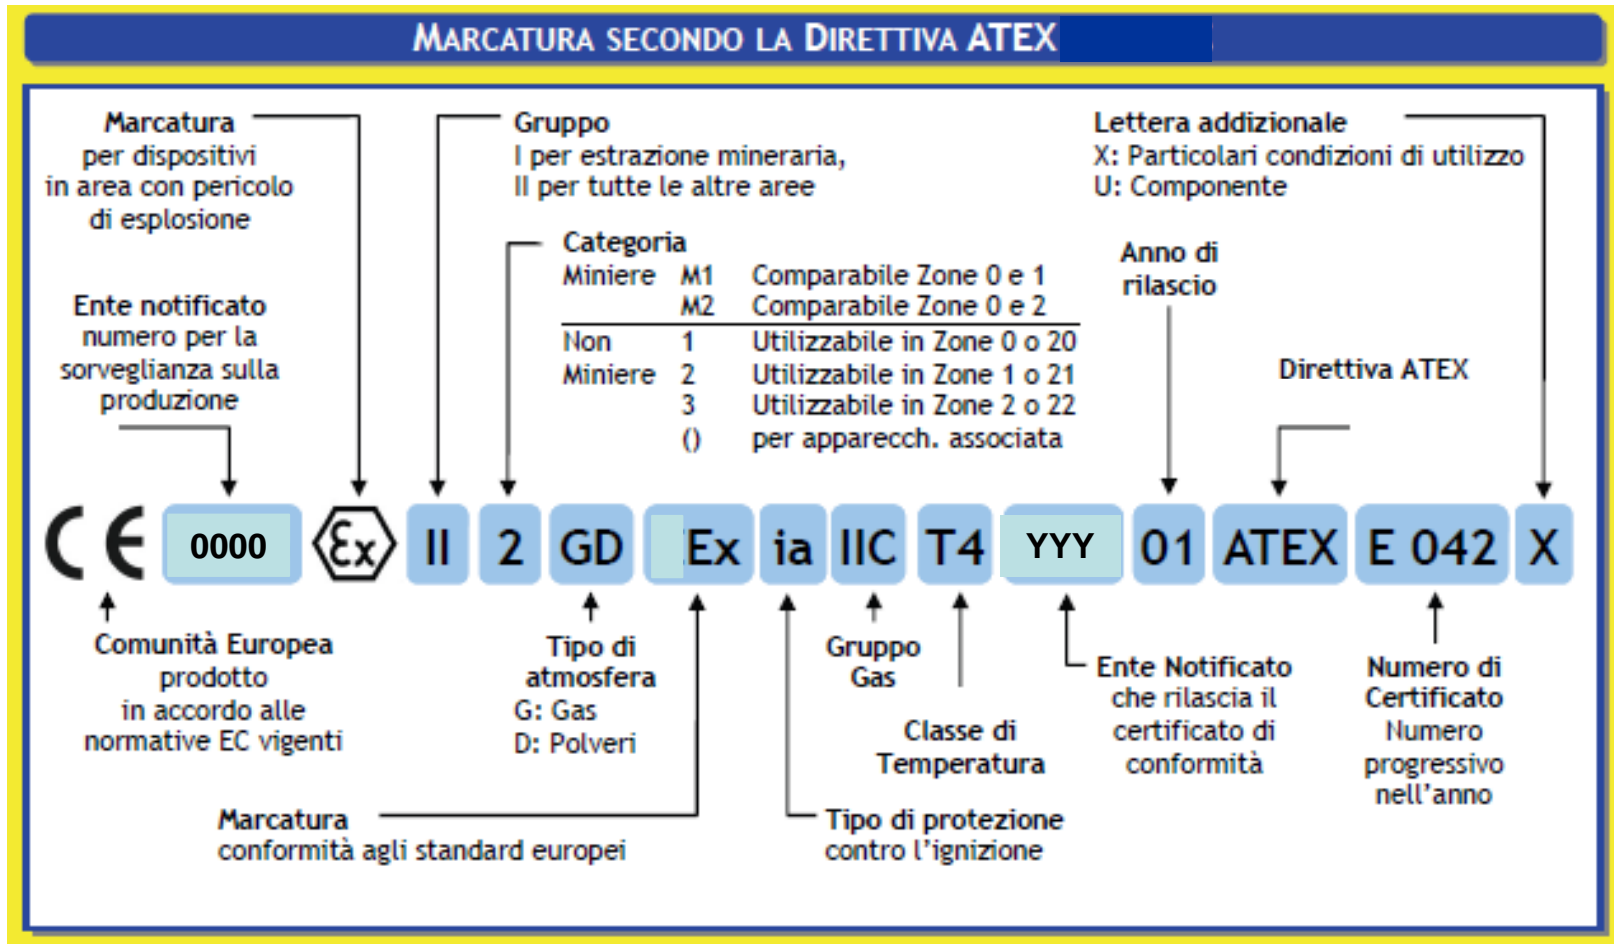 MARCATURA SECONDO LA DIRETTIVA ATEX
Marcatura
per dispositivi
in area con pericolo
di esplosione
Gruppo
I per estrazione mineraria,
II per tutte le altre aree
Lettera addizionale
X: Particolari condizioni di utilizzo
U: Componente
Categoria
Miniere M1 Comparabile Zone 0 e 1
M2 Comparabile Zone 0 e 2
Non 1 Utilizzabile in Zone 0 o 20
Miniere 2 Utilizzabile in Zone 1 o 21
3 Utilizzabile in Zone 2 o 22
() per apparecch. associata
Anno di
rilascio
Ente notificato
numero per la
sorveglianza sulla
produzione
Direttiva ATEX
CE 0000 Ex II 2 GD Ex ia IIC T4 YYY 01 ATEX E 042 X
Comunità Europea
prodotto
in accordo alle
normative EC vigenti
Tipo di
atmosfera
G: Gas
D: Polveri
Gruppo
Gas
Classe di
Temperatura
Ente Notificato
che rilascia il
certificato di
conformità
Numero di
Certificato
Numero
progressivo
nell'anno
Marcatura
conformità agli standard europei
Tipo di protezione
contro l'ignizione